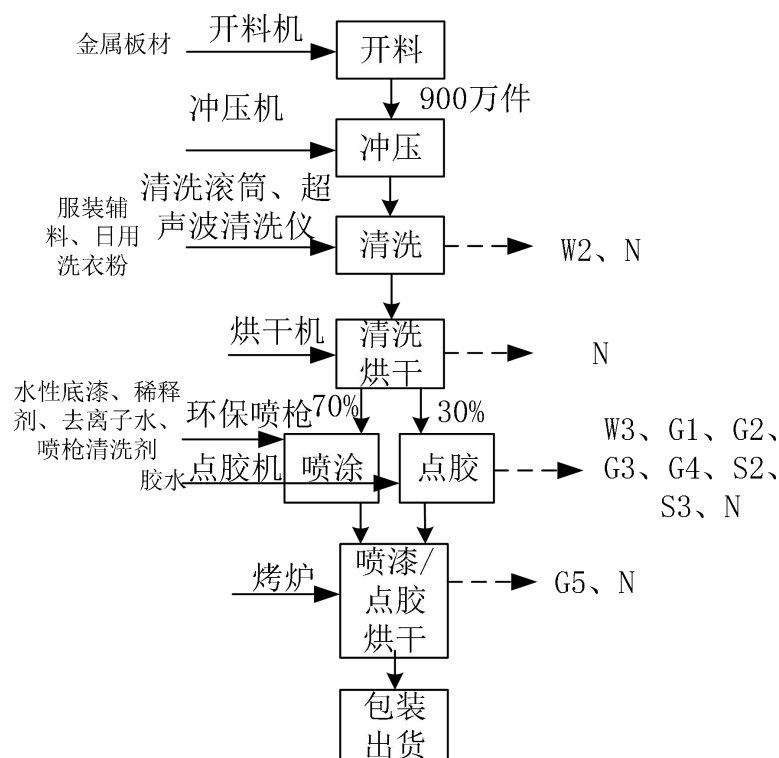 金属板材
开料机
开料
900万件
冲压机
冲压
服装辅
料、日用
洗衣粉
清洗滚筒、超
声波清洗仪
清洗
W2、N
烘干机
清洗
烘干
N
70%
30%
水性底漆、稀释
剂、去离子水、
喷枪清洗剂
环保喷枪
喷涂
胶水
点胶机
点胶
W3、G1、G2、
G3、G4、S2、
S3、N
烤炉
喷漆/
点胶
烘干
G5、N
包装
出货